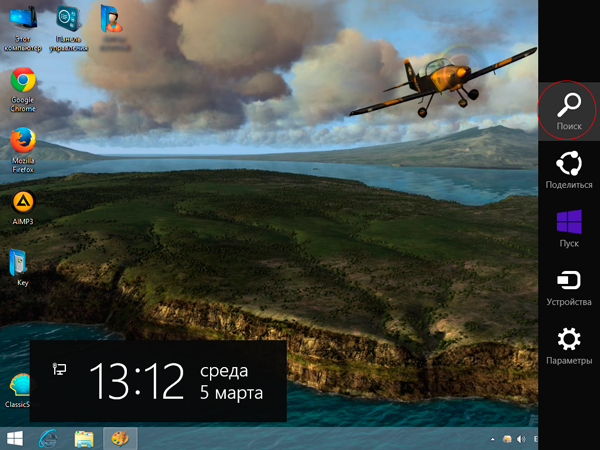 Этот
компьютер
Панель
управления
Google
Chrome
Mozilla
Firefox
AIMP3
Key
ClassicS
13:12
среда
5 марта
Поиск
Поделиться
Пуск
Устройства
Параметры